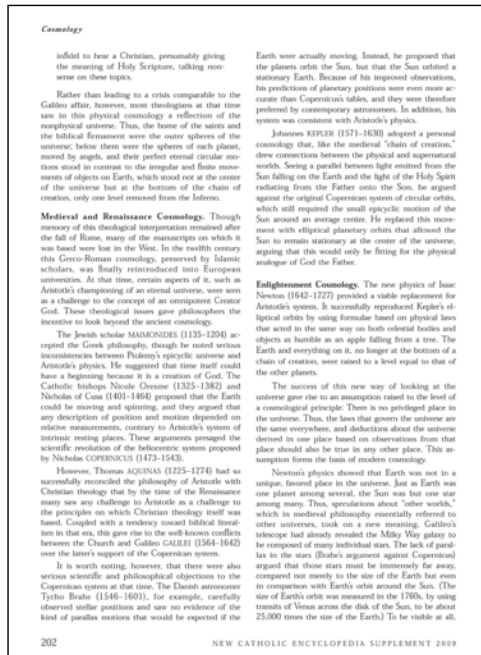 Cosmology
infidel to hear a Christian, presumably giving
the meaning of Holy Scripture, talking non-
sense on these topics.
Rather than leading to a crisis comparable to the
Galileo affair, however, most theologians at that time
saw in this physical cosmology a reflection of the
nonphysical universe. Thus, the home of the saints and
the biblical firmament were the outer spheres of the
universe; below them were the spheres of each planet,
moved by angels, and their perfect eternal circular mo-
tions stood in contrast to the irregular and finite move-
ments of objects on Earth, which stood not at the center
of the universe but at the bottom of the chain of
creation, only one level removed from the Inferno.
Medieval and Renaissance Cosmology. Though
memory of this theological interpretation remained after
the fall of Rome, many of the manuscripts on which it
was based were lost in the West. In the twelfth century
this Greco-Roman cosmology, preserved by Islamic
scholars, was finally reintroduced into European
universities. At that time, certain aspects of it, such as
Aristotle's championing of an eternal universe, were seen
as a challenge to the concept of an omnipotent Creator
God. These theological issues gave philosophers the
incentive to look beyond the ancient cosmology.
The Jewish scholar MAIMONIDES (1135–1204) ac-
cepted the Greek philosophy, though he noted serious
inconsistencies between Ptolemy's epicyclic universe and
Aristotle's physics. He suggested that time itself could
have a beginning because it is a creation of God. The
Catholic bishops Nicole Oresme (1325–1382) and
Nicholas of Cusa (1401–1464) proposed that the Earth
could be moving and spinning, and they argued that
any description of position and motion depended on
relative measurements, contrary to Aristotle's system of
intrinsic resting places. These arguments presaged the
scientific revolution of the heliocentric system proposed
by Nicholas COPERNICUS (1473–1543).
However, Thomas AQUINAS (1225–1274) had so
successfully reconciled the philosophy of Aristotle with
Christian theology that by the time of the Renaissance
many saw any challenge to Aristotle as a challenge to
the principles on which Christian theology itself was
based. Coupled with a tendency toward biblical literal-
ism in that era, this gave rise to the well-known conflicts
between the Church and Galileo GALILEI (1564–1642)
over the latter's support of the Copernican system.
It is worth noting, however, that there were also
serious scientific and philosophical objections to the
Copernican system at that time. The Danish astronomer
Tycho Brahe (1546–1601), for example, carefully
observed stellar positions and saw no evidence of the
kind of parallax motions that would be expected if the
Earth were actually moving. Instead, he proposed that
the planets orbit the Sun, but that the Sun orbited a
stationary Earth. Because of his improved observations,
his predictions of planetary positions were even more ac-
curate than Copernicus's tables, and they were therefore
preferred by contemporary astronomers. In addition, his
system was consistent with Aristotle's physics.
Johannes KEPLER (1571–1630) adopted a personal
cosmology that, like the medieval "chain of creation,"
drew connections between the physical and supernatural
worlds. Seeing a parallel between light emitted from the
Sun falling on the Earth and the light of the Holy Spirit
radiating from the Father onto the Son, he argued
against the original Copernican system of circular orbits,
which still required the small epicyclic motion of the
Sun around an average center. He replaced this move-
ment with elliptical planetary orbits that allowed the
Sun to remain stationary at the center of the universe,
arguing that this would only be fitting for the physical
analogue of God the Father.
Enlightenment Cosmology. The new physics of Isaac
Newton (1642–1727) provided a viable replacement for
Aristotle's system. It successfully reproduced Kepler's el-
liptical orbits by using formulae based on physical laws
that acted in the same way on both celestial bodies and
objects as humble as an apple falling from a tree. The
Earth and everything on it, no longer at the bottom of a
chain of creation, were raised to a level equal to that of
the other planets.
The success of this new way of looking at the
universe gave rise to an assumption raised to the level of
a cosmological principle: There is no privileged place in
the universe. Thus, the laws that govern the universe are
the same everywhere, and deductions about the universe
derived in one place based on observations from that
place should also be true in any other place. This as-
sumption forms the basis of modern cosmology.
Newton's physics showed that Earth was not in a
unique, favored place in the universe. Just as Earth was
one planet among several, the Sun was but one star
among many. Thus, speculations about "other worlds,"
which in medieval philosophy essentially referred to
other universes, took on a new meaning. Galileo's
telescope had already revealed the Milky Way galaxy to
be composed of many individual stars. The lack of paral-
lax in the stars (Brahe's argument against Copernicus)
argued that those stars must be immensely far away,
compared not merely to the size of the Earth but even
in comparison with Earth's orbit around the Sun. (The
size of Earth's orbit was measured in the 1760s, by using
transits of Venus across the disk of the Sun, to be about
25,000 times the size of the Earth.) To be visible at all,
202
NEW CATHOLIC ENCYCLOPEDIA SUPPLEMENT 2009